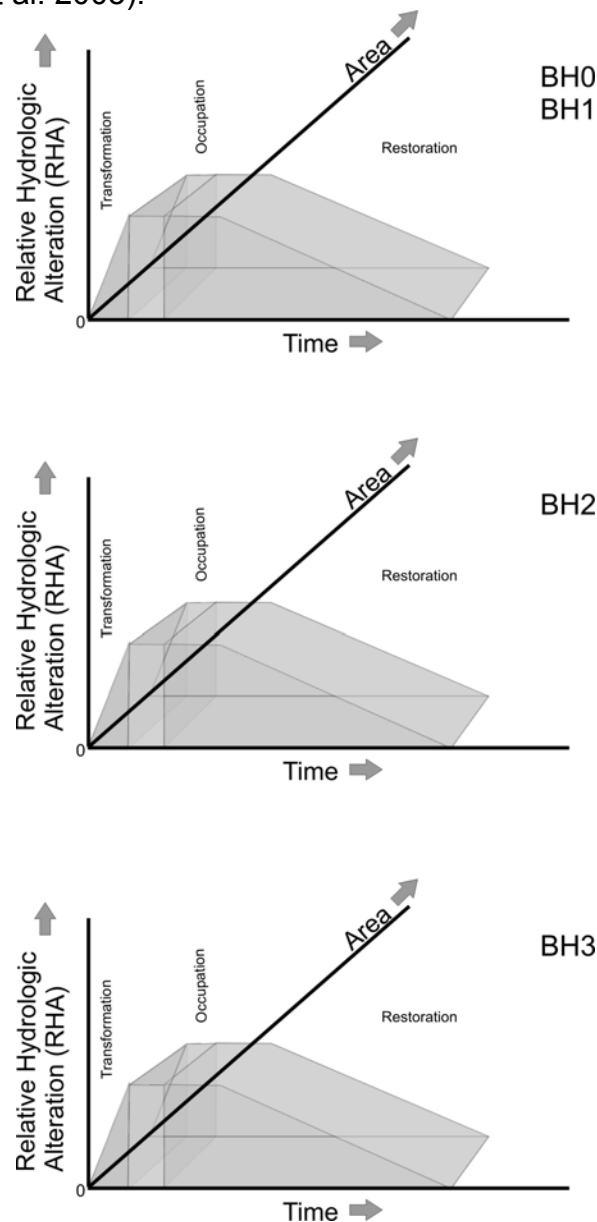 al. 2005).
Relative Hydrologic
Alteration (RHA)
Transformation
Occupation
Area
Restoration
BH0
BH1
0
Time
Relative Hydrologic
Alteration (RHA)
Transformation
Occupation
Area
Restoration
BH2
0
Time
Relative Hydrologic
Alteration (RHA)
Transformation
Occupation
Area
Restoration
BH3
0
Time